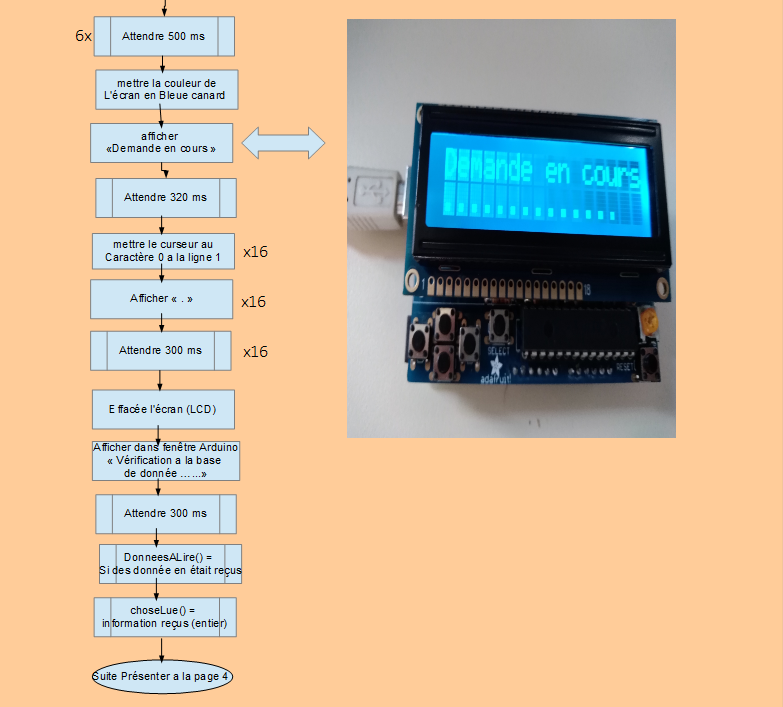 6x
Attendre 500 ms
mettre la couleur de
L'écran en Bleue canard
afficher
«Demande en cours »
Attendre 320 ms
mettre le curseur au
Caractère 0 a la ligne 1
x16
Afficher « . »
x16
Attendre 300 ms
x16
Effacée l'écran (LCD)
Afficher dans fenêtre Arduino
« Vérification a la base
de donnée ......»
Attendre 300 ms
DonneesALire() =
Si des donnée en était reçus
choseLue() =
information reçus (entier)
Suite Présenter a la page 4
Demande en cours
................
1
18
SELECT
RESET
adafruit!